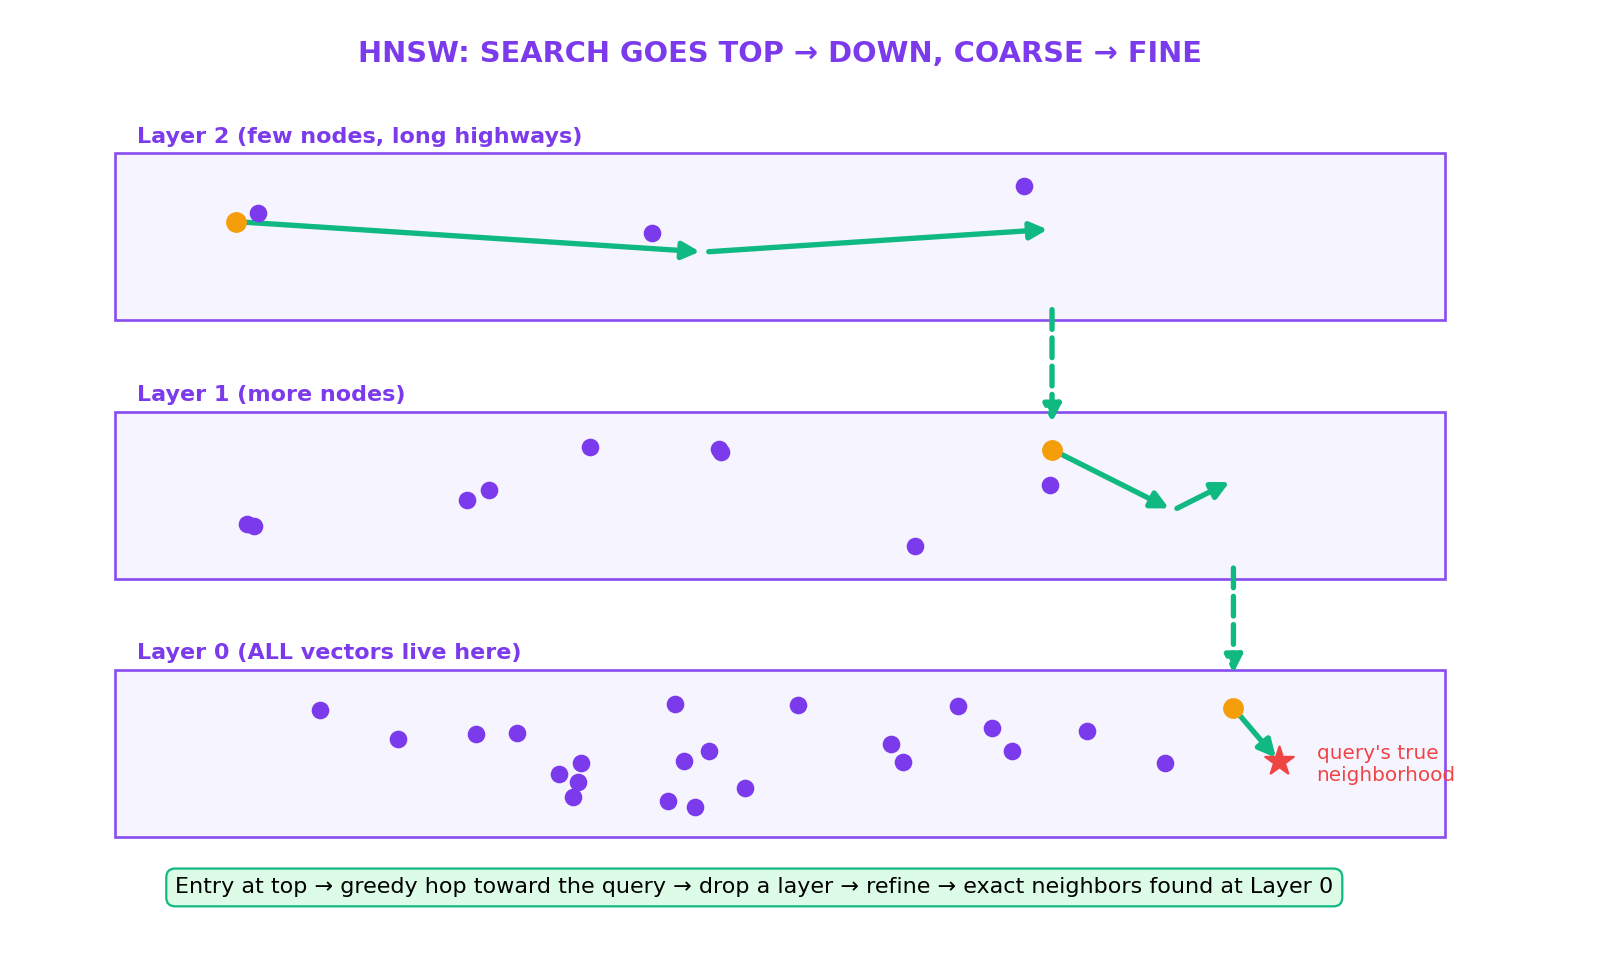 HNSW: SEARCH GOES TOP → DOWN, COARSE → FINE
Layer 2 (few nodes, long highways)
Layer 1 (more nodes)
Layer 0 (ALL vectors live here)
query's true
neighborhood
Entry at top → greedy hop toward the query → drop a layer → refine → exact neighbors found at Layer 0